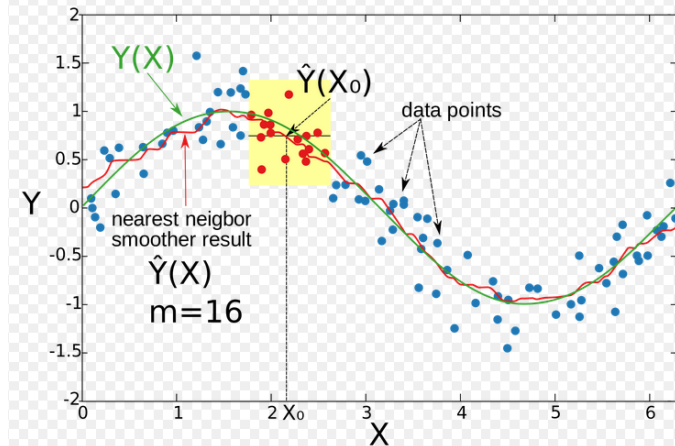 2
1.5
1
0.5
0
-0.5
-1
-1.5
-2
Y
Y(X)
Ŷ(X₀)
data points
nearest neigbor
smoother result
Ŷ(X)
m=16
0 1 2 X₀ 3 4 5 6
X